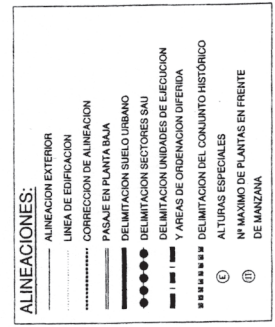 ALINEACIONES:
ALINEACION EXTERIOR
LINEA DE EDIFICACION
CORRECCION DE ALINEACION
PASAJE EN PLANTA BAJA
DELIMITACION SUELO URBANO
DELIMITACION SECTORES SAU
DELIMITACION UNIDADES DE EJECUCION
Y AREAS DE ORDENACION DIFERIDA
DELIMITACION DEL CONJUNTO HISTÓRICO
E ALTURAS ESPECIALES
II Nº MAXIMO DE PLANTAS EN FRENTE
DE MANZANA